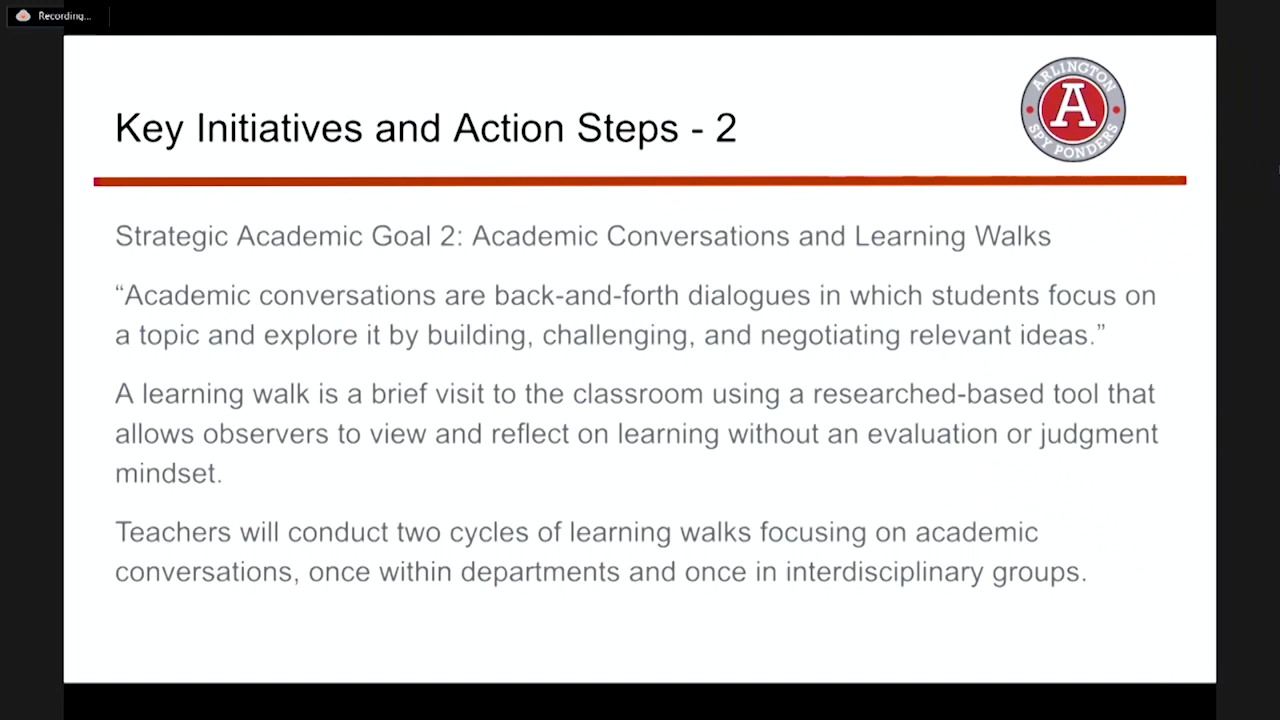 Recording...
ARLINGTON
A
SPY PONDERS
Key Initiatives and Action Steps - 2
Strategic Academic Goal 2: Academic Conversations and Learning Walks
“Academic conversations are back-and-forth dialogues in which students focus on
a topic and explore it by building, challenging, and negotiating relevant ideas.”
A learning walk is a brief visit to the classroom using a researched-based tool that
allows observers to view and reflect on learning without an evaluation or judgment
mindset.
Teachers will conduct two cycles of learning walks focusing on academic
conversations, once within departments and once in interdisciplinary groups.